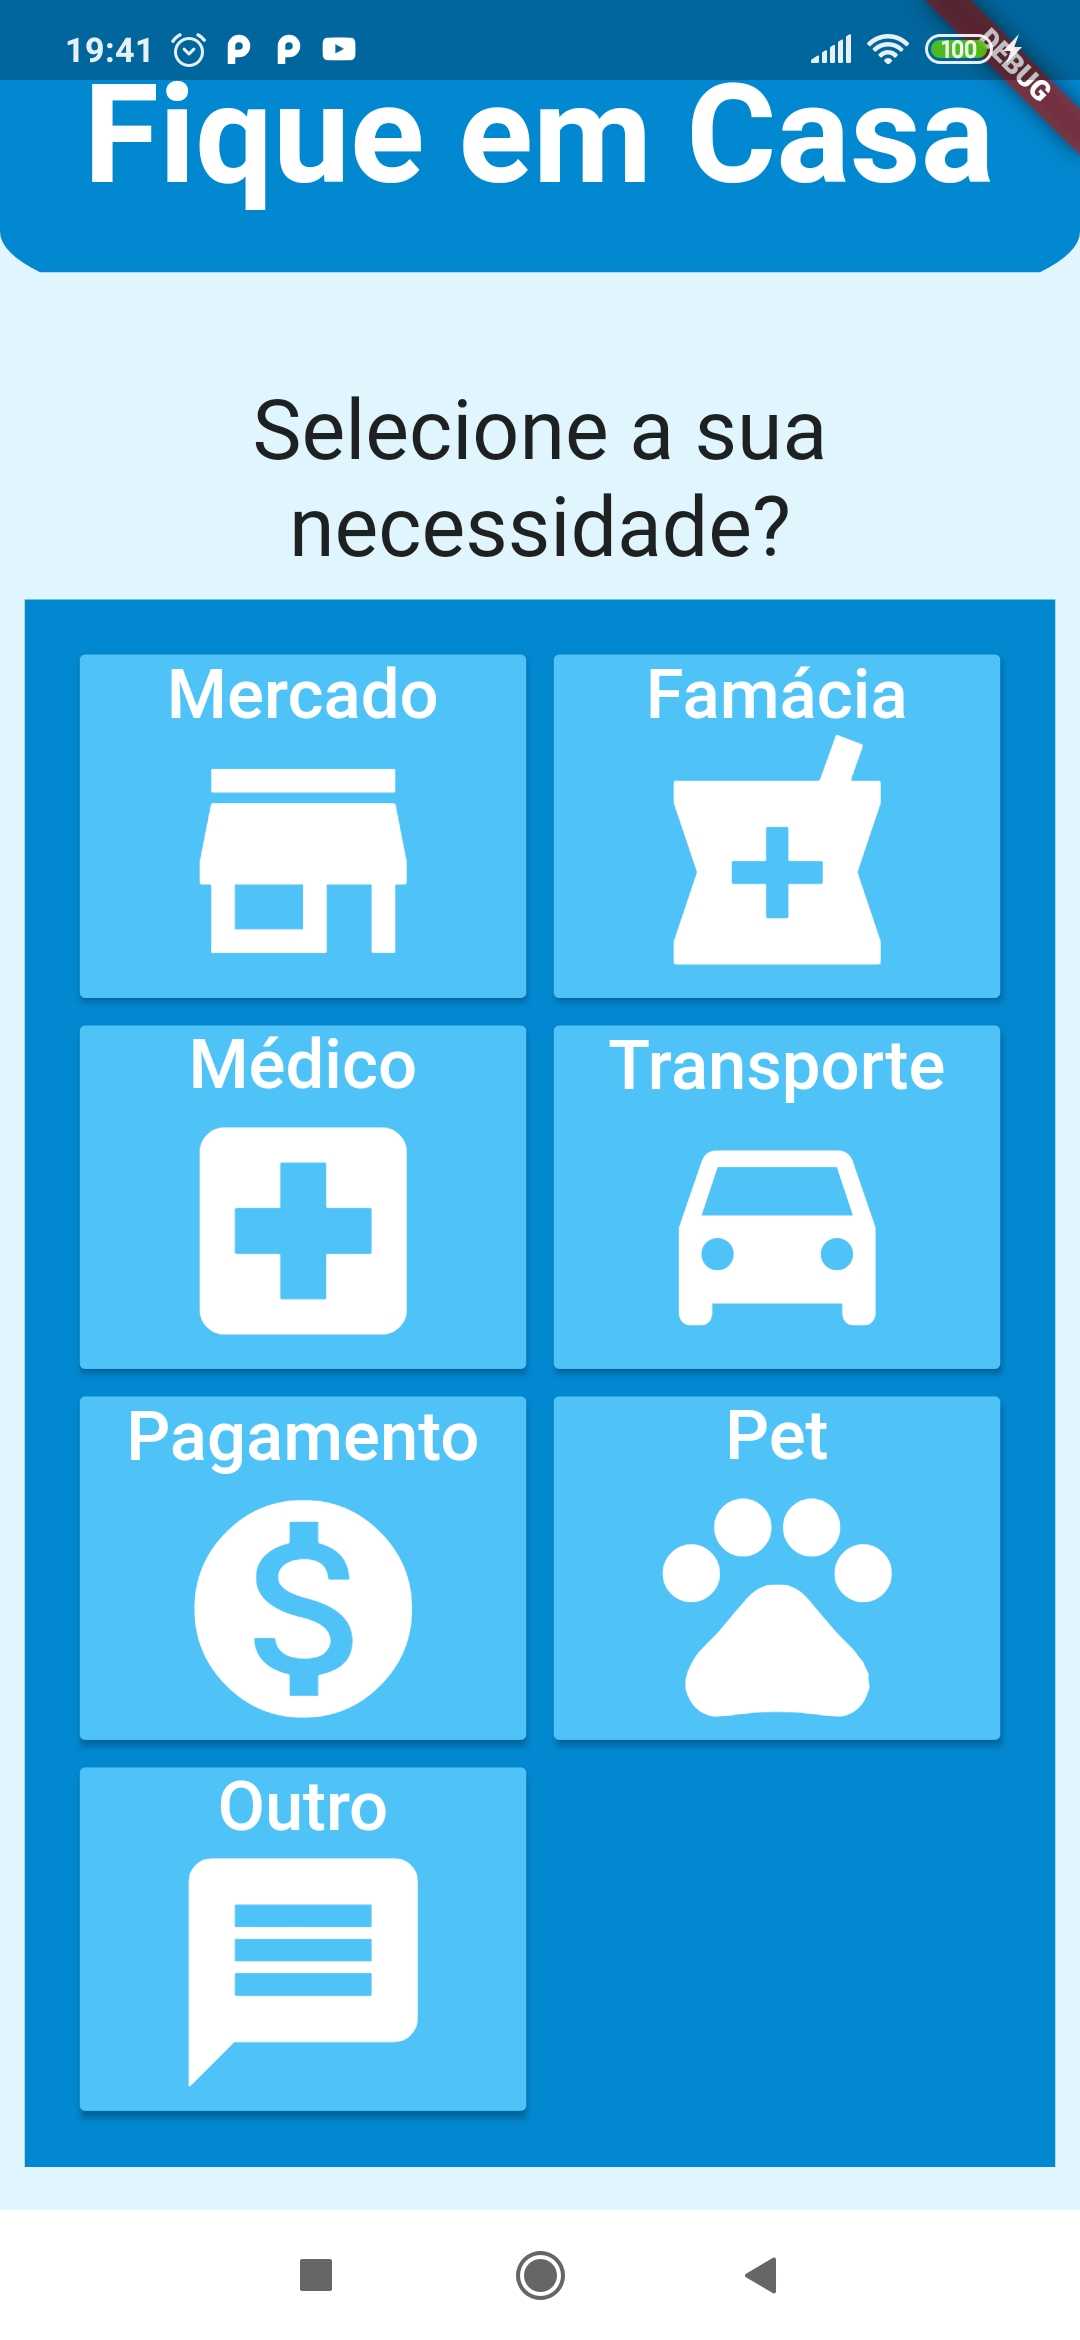 19:41
100
DEBUG
Fique em Casa
Selecione a sua
necessidade?
Mercado
Famácia
Médico
Transporte
Pagamento
Pet
Outro